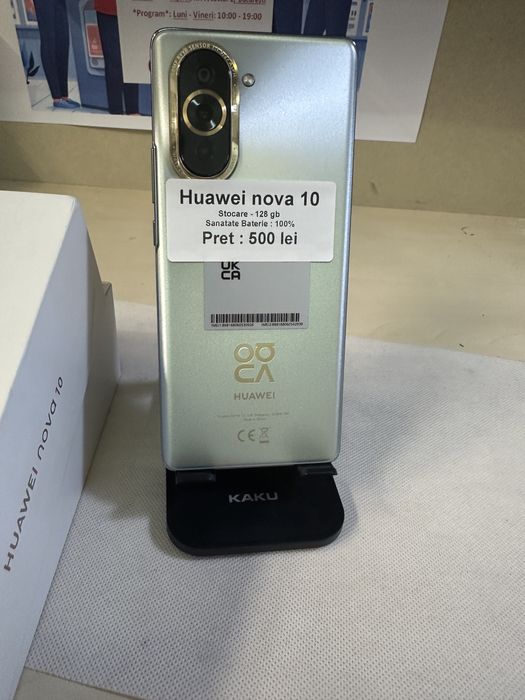 *Program*: Luni - Vineri: 10:00 - 19:00
Huawei nova 10
Stocare - 128 gb
Sanatate Baterie : 100%
Pret : 500 lei
UK
CA
HUAWEI
CE
KAKU
HUAWEI nova 10